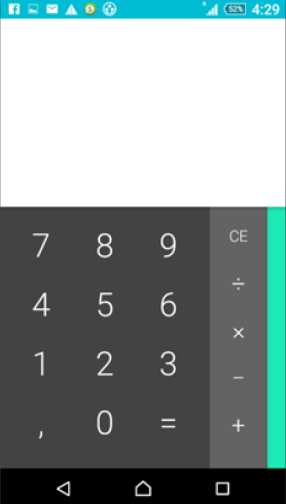 52% 4:29
7 8 9 CE
÷
4 5 6
×
1 2 3
−
, 0 = +